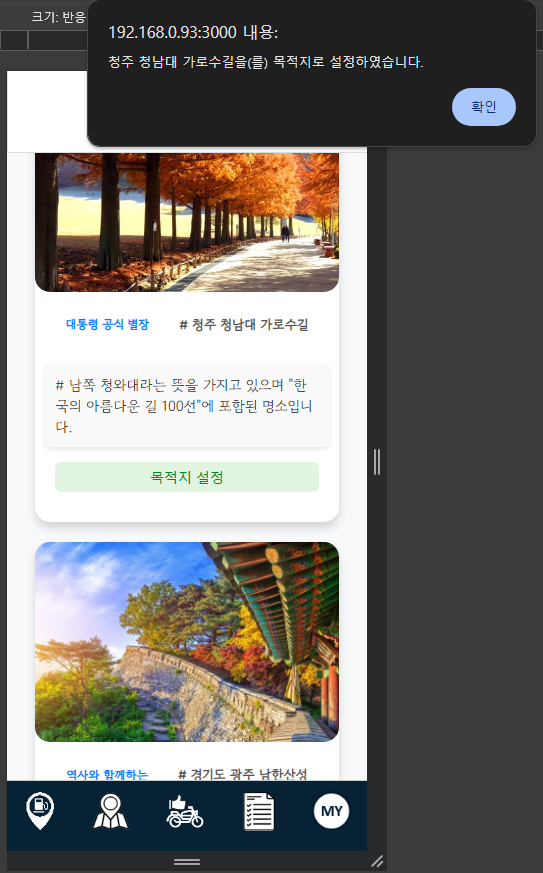 크기: 반응
192.168.0.93:3000 내용:
청주 청남대 가로수길을(를) 목적지로 설정하였습니다.
확인
대통령 공식 별장
# 청주 청남대 가로수길
# 남쪽 청와대라는 뜻을 가지고 있으며 "한
국의 아름다운 길 100선"에 포함된 명소입니
다.
목적지 설정
역사와 함께하는
# 경기도 광주 남한산성
MY